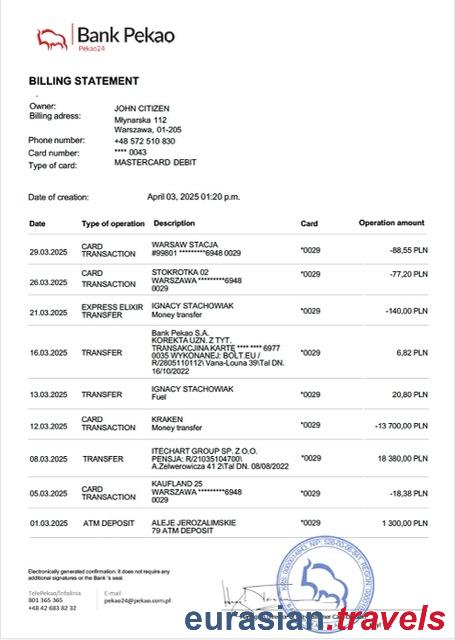 Bank Pekao
Pekao24
BILLING STATEMENT
Owner: JOHN CITIZEN
Billing adress: Młynarska 112
Warszawa, 01-205
Phone number: +48 572 510 830
Card number: **** 0043
Type of card: MASTERCARD DEBIT
Date of creation: April 03, 2025 01:20 p.m.
Date Type of operation Description Card Operation amount
29.03.2025 CARD TRANSACTION WARSAW STACJA *0029 -88,55 PLN
#99601 *********6948 0029
26.03.2025 CARD TRANSACTION STOKROTKA 02 *0029 -77,20 PLN
WARSZAWA *********6948
0029
21.03.2025 EXPRESS ELIXIR TRANSFER IGNACY STACHOWIAK *0029 -140,00 PLN
Money transfer
16.03.2025 TRANSFER Bank Pekao S.A. *0029 6,82 PLN
KOREKTA UZN. Z TYT.
TRANSAKCJINA KARTE **** **** 6977
0035 WYKONANEJ: BOLT.EU /
R/2805110112\ Vana-Louna 39\Tal DN.
16/10/2022
13.03.2025 TRANSFER IGNACY STACHOWIAK *0029 20,80 PLN
Fuel
12.03.2025 CARD TRANSACTION KRAKEN *0029 -13 700,00 PLN
Money transfer
08.03.2025 TRANSFER ITECHART GROUP SP. Z O.O. *0029 18 380,00 PLN
PENSJA: R/21035104700\
A.Zelwerowicza 41 2\Tal DN. 08/08/2022
05.03.2025 CARD TRANSACTION KAUFLAND 25 *0029 -18,38 PLN
WARSZAWA *********6948
0029
01.03.2025 ATM DEPOSIT ALEJE JEROZALIMSKIE *0029 1 300,00 PLN
79 ATM DEPOSIT
Electronically generated confirmation. It does not require any
additional signatures or the Bank 's seal.
TelePekao/Infolinia
801 365 365
+48 42 683 82 32
E-mail
pekao24@pekao.com.pl
eurasian.travels